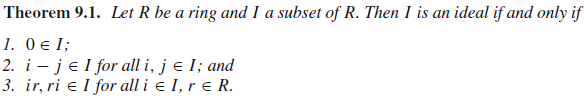 Theorem 9.1. Let R be a ring and I a subset of R. Then I is an ideal if and only if
1. 0 ∈ I;
2. i − j ∈ I for all i, j ∈ I; and
3. ir, ri ∈ I for all i ∈ I, r ∈ R.